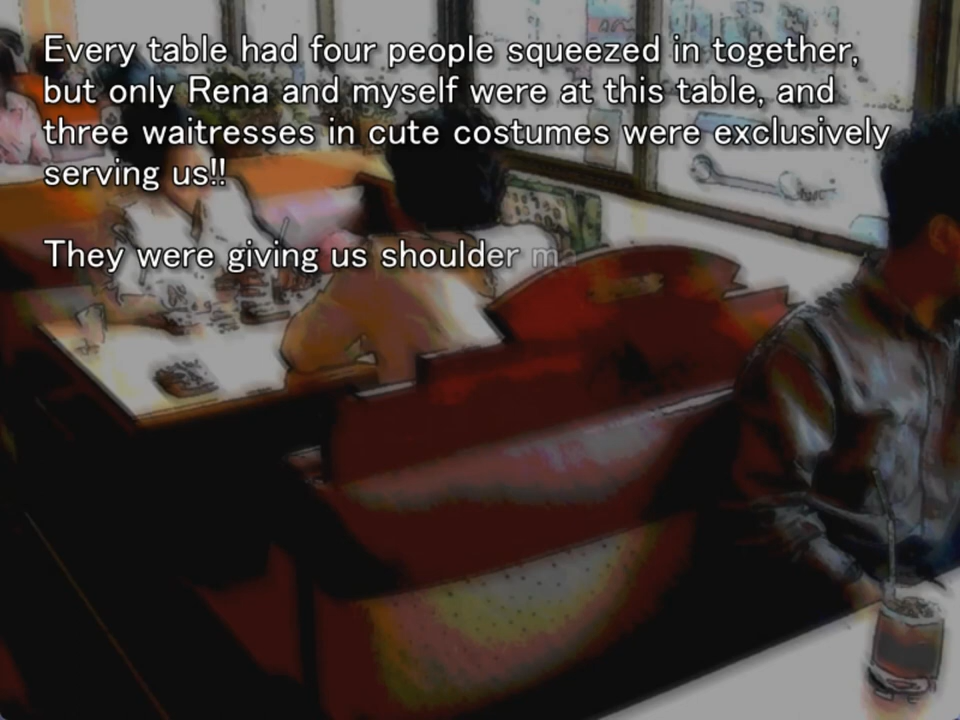 Every table had four people squeezed in together,
but only Rena and myself were at this table, and
three waitresses in cute costumes were exclusively
serving us!!
They were giving us shoulder ma